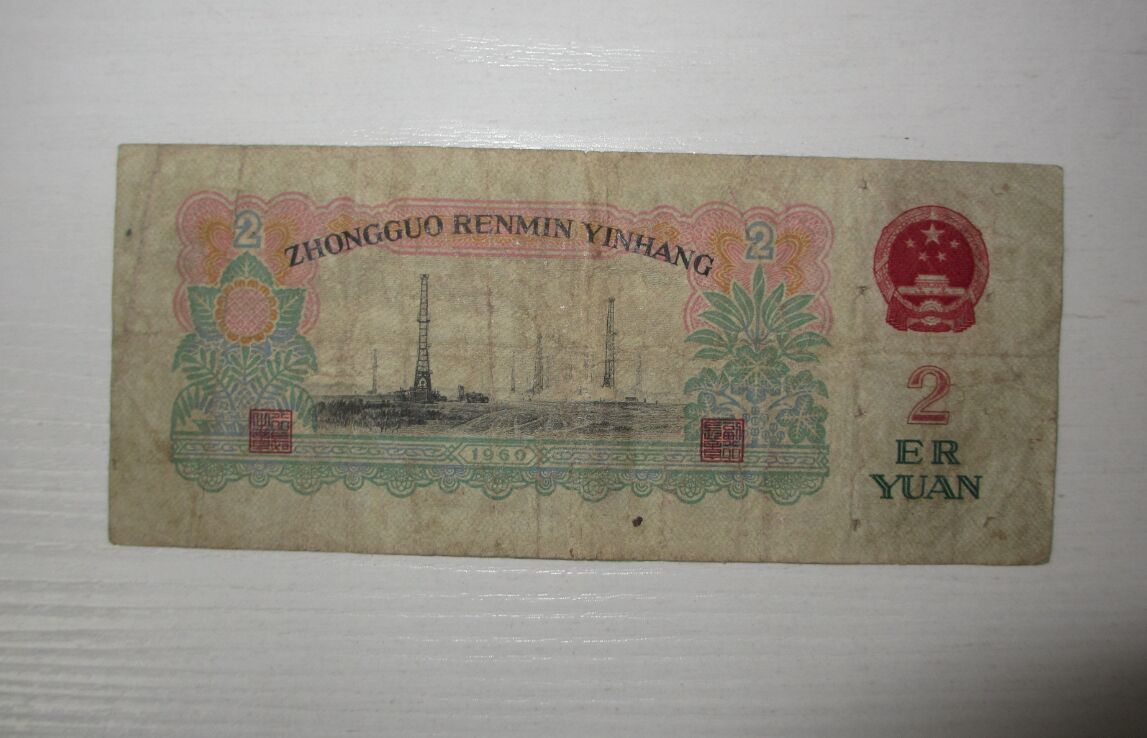 2
ZHONGGUO RENMIN YINHANG
2
1960
2
ER
YUAN